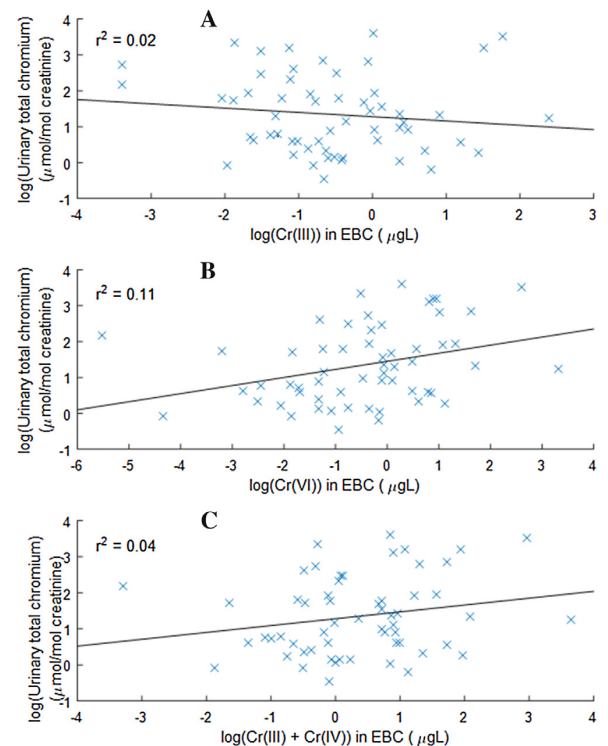 A
r² = 0.02
log(Urinary total chromium)
(μmol/mol creatinine)
4
3
2
1
0
-1
-4 -3 -2 -1 0 1 2 3
log(Cr(III)) in EBC ( μgL)
B
r² = 0.11
log(Urinary total chromium)
(μmol/mol creatinine)
4
3
2
1
0
-1
-6 -5 -4 -3 -2 -1 0 1 2 3 4
log(Cr(VI)) in EBC ( μgL)
C
r² = 0.04
log(Urinary total chromium)
(μmol/mol creatinine)
4
3
2
1
0
-1
-4 -3 -2 -1 0 1 2 3 4
log(Cr(III) + Cr(IV)) in EBC ( μgL)